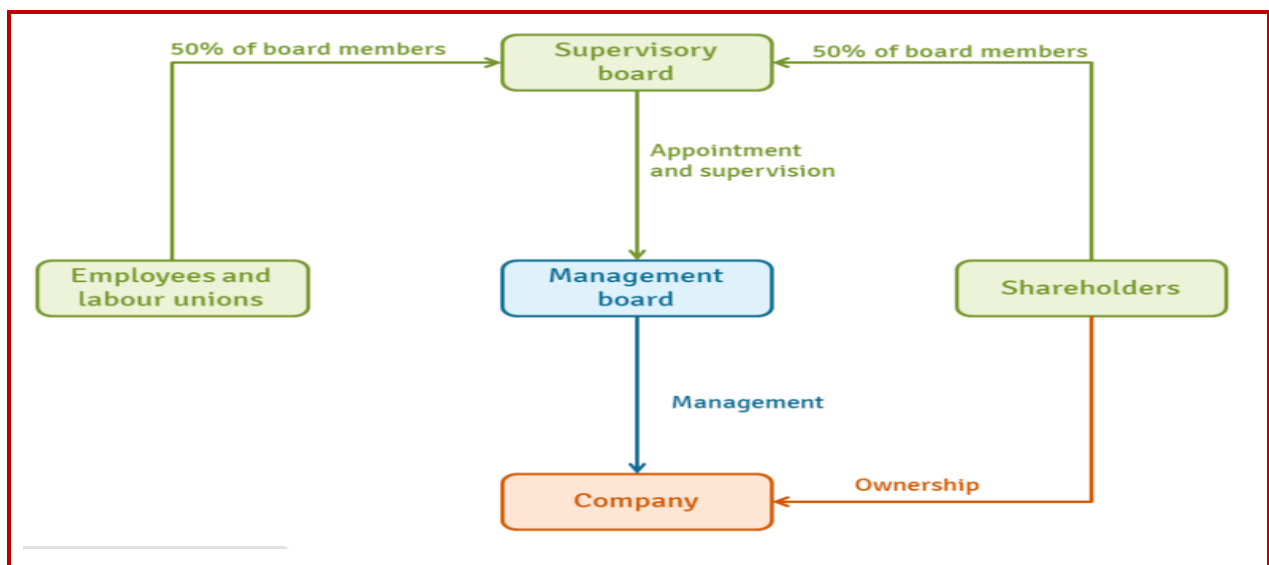 50% of board members
Supervisory
board
50% of board members
Appointment
and supervision
Employees and
labour unions
Management
board
Shareholders
Management
Ownership
Company